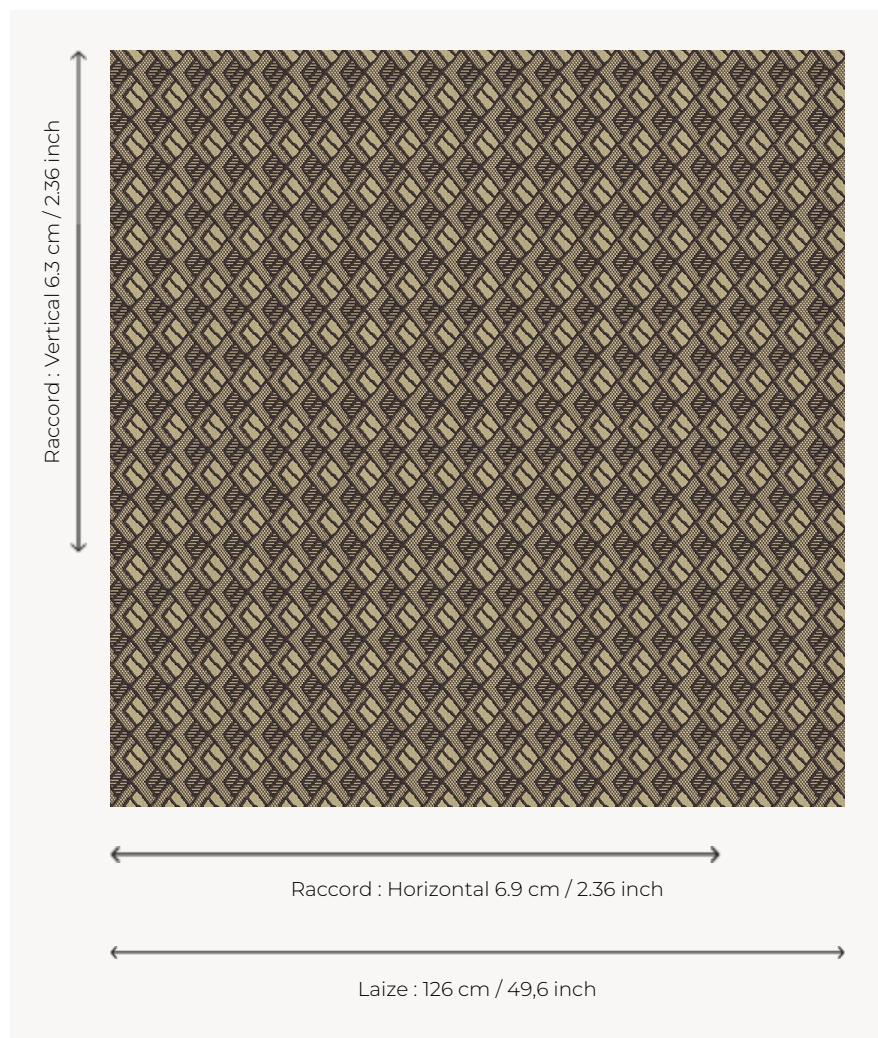 Raccord : Vertical 6.3 cm / 2.36 inch
Raccord : Horizontal 6.9 cm / 2.36 inch
Laize : 126 cm / 49,6 inch